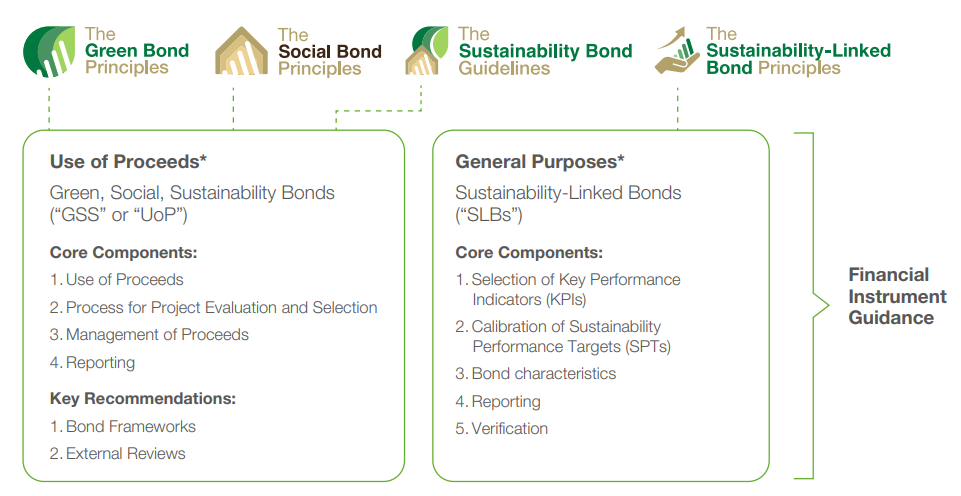 The
Green Bond
Principles
The
Social Bond
Principles
The
Sustainability Bond
Guidelines
The
Sustainability-Linked
Bond Principles
Use of Proceeds*
Green, Social, Sustainability Bonds
(“GSS” or “UoP”)
Core Components:
1. Use of Proceeds
2. Process for Project Evaluation and Selection
3. Management of Proceeds
4. Reporting
Key Recommendations:
1. Bond Frameworks
2. External Reviews
General Purposes*
Sustainability-Linked Bonds
(“SLBs”)
Core Components:
1. Selection of Key Performance
Indicators (KPIs)
2. Calibration of Sustainability
Performance Targets (SPTs)
3. Bond characteristics
4. Reporting
5. Verification
Financial
Instrument
Guidance